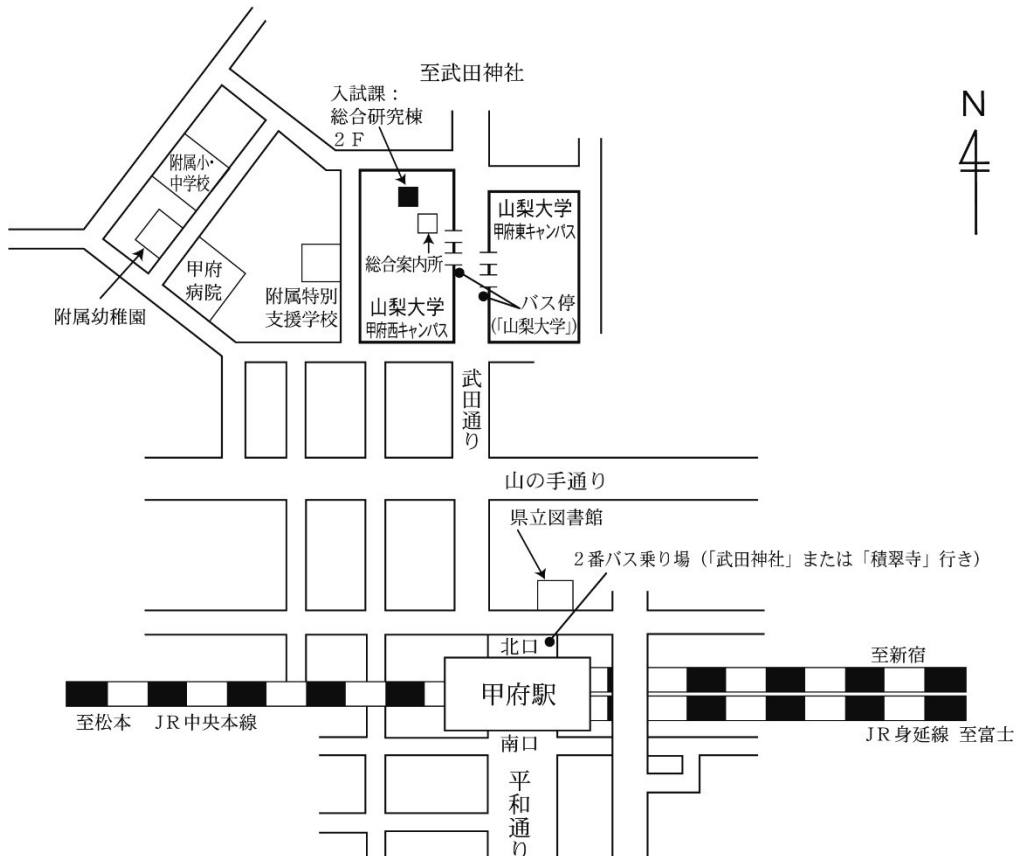 至武田神社
入試課：
総合研究棟
２Ｆ
N
附属小・
中学校
山梨大学
甲府東キャンパス
総合案内所
甲府
病院
附属特別
支援学校
附属幼稚園
山梨大学
甲府西キャンパス
バス停
(「山梨大学」)
武田通り
山の手通り
県立図書館
２番バス乗り場（「武田神社」または「積翠寺」行き）
北口
至新宿
甲府駅
至松本 ＪＲ中央本線
ＪＲ身延線 至富士
南口
平和通り